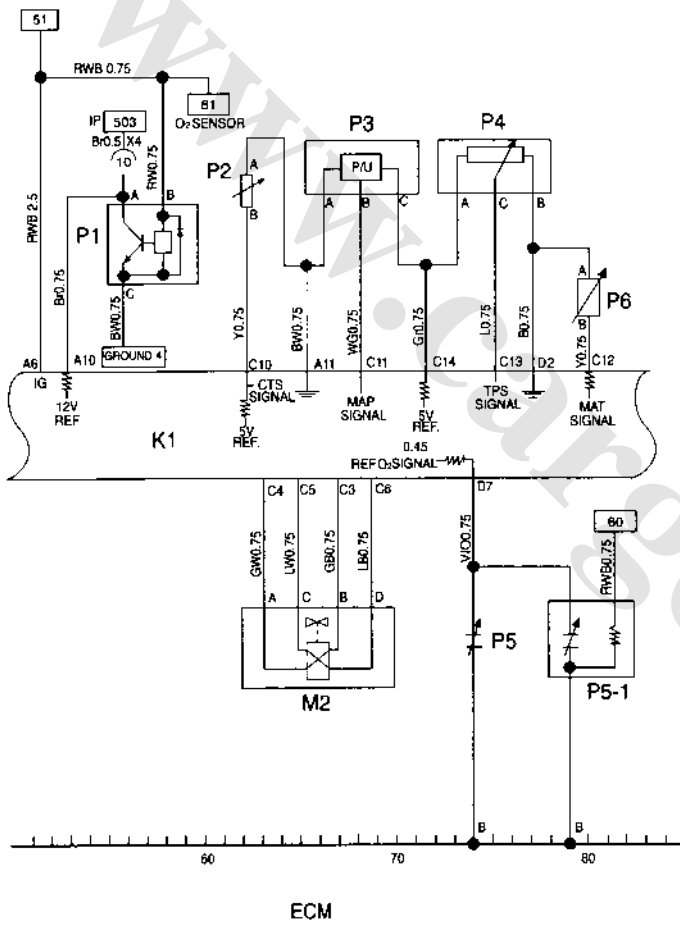 51
RWB 0.75
61
O₂ SENSOR
IP 503
Br0.5 X4
10
RW0.75
RWB 2.5
Br0.75
A
B
P1
C
BW0.75
GROUND 4
P2
A
B
Y0.75
BW0.75
P3
P/U
A
B
C
WG0.75
Gr0.75
P4
A
C
B
L0.75
B0.75
A
B
P6
Y0.75
A6
A10
C10
A11
C11
C14
C13
D2
C12
IG
12V
REF
CTS
SIGNAL
5V
REF.
MAP
SIGNAL
5V
REF.
TPS
SIGNAL
MAT
SIGNAL
K1
0.45
REF O₂ SIGNAL
C4
C5
C3
C6
D7
GW0.75
LW0.75
GB0.75
LB0.75
A
C
B
D
M2
60
RWB0.75
P5
P5-1
B
B
60
70
80
ECM